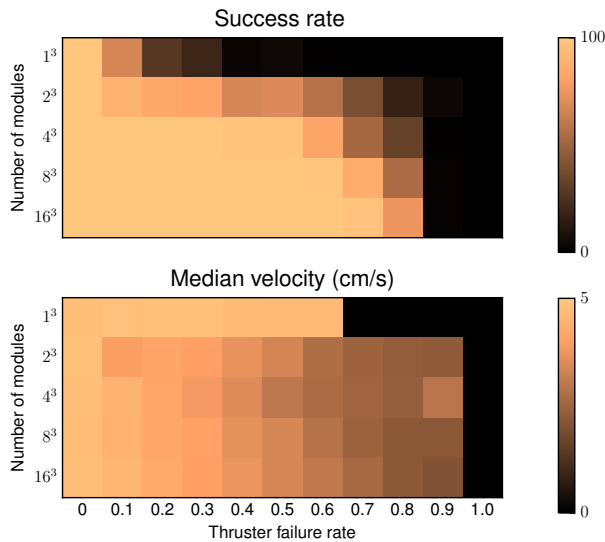 Success rate
Number of modules
1³
2³
4³
8³
16³
100
0
Median velocity (cm/s)
Number of modules
1³
2³
4³
8³
16³
0 0.1 0.2 0.3 0.4 0.5 0.6 0.7 0.8 0.9 1.0
Thruster failure rate
5
0